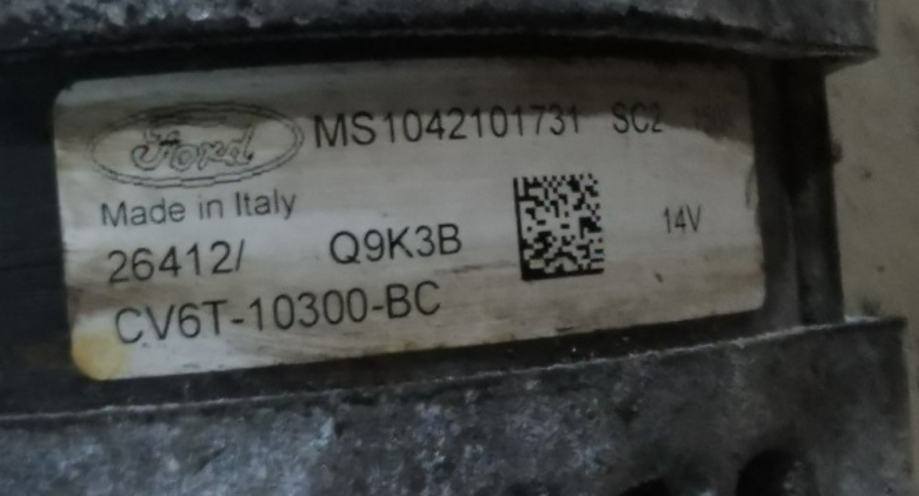 Ford MS1042101731 SC2
Made in Italy
26412/ Q9K3B 14V
CV6T-10300-BC